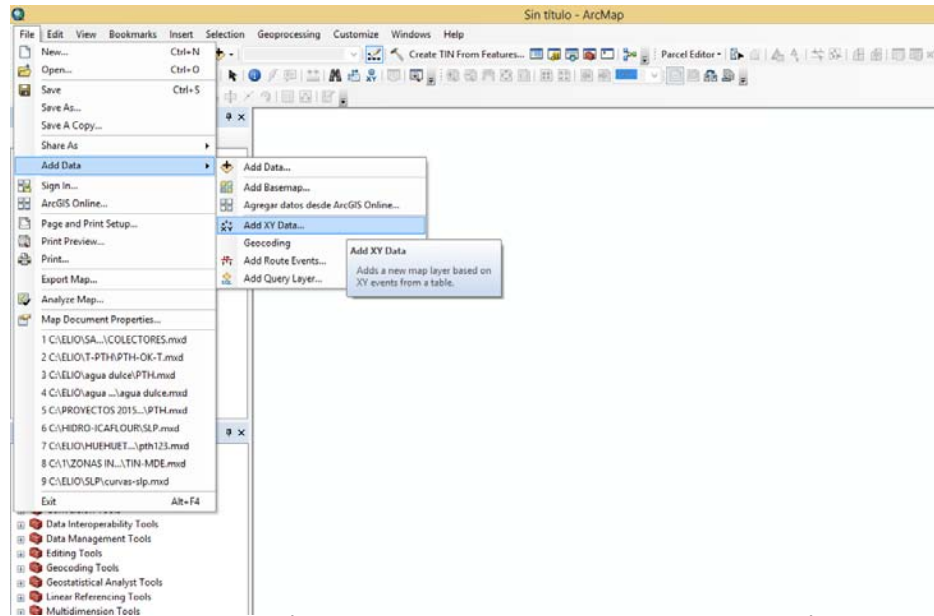 Sin título - ArcMap
File Edit View Bookmarks Insert Selection Geoprocessing Customize Windows Help
New... Ctrl+N
Create TIN From Features...
Parcel Editor
Open... Ctrl+O
Save Ctrl+S
Save As...
Save A Copy...
Share As
Add Data
Add Data...
Sign In...
Add Basemap...
ArcGIS Online...
Agregar datos desde ArcGIS Online...
Page and Print Setup...
Add XY Data...
Print Preview...
Geocoding
Print...
Add Route Events...
Export Map...
Add Query Layer...
Add XY Data
Adds a new map layer based on
XY events from a table.
Analyze Map...
Map Document Properties...
1 C:\ELIO\SA...\COLECTORES.mxd
2 C:\ELIO\T-PTH\PTH-OK-T.mxd
3 C:\ELIO\agua dulce\PTH.mxd
4 C:\ELIO\agua ...\agua dulce.mxd
5 C:\PROYECTOS 2015...\PTH.mxd
6 C:\HIDRO-ICAFLOUR\SLP.mxd
7 C:\ELIO\HUEHUET...\pth123.mxd
8 C:\1\ZONAS IN...\TIN-MDE.mxd
9 C:\ELIO\SLP\curvas-slp.mxd
Exit Alt+F4
Data Interoperability Tools
Data Management Tools
Editing Tools
Geocoding Tools
Geostatistical Analyst Tools
Linear Referencing Tools
Multidimension Tools